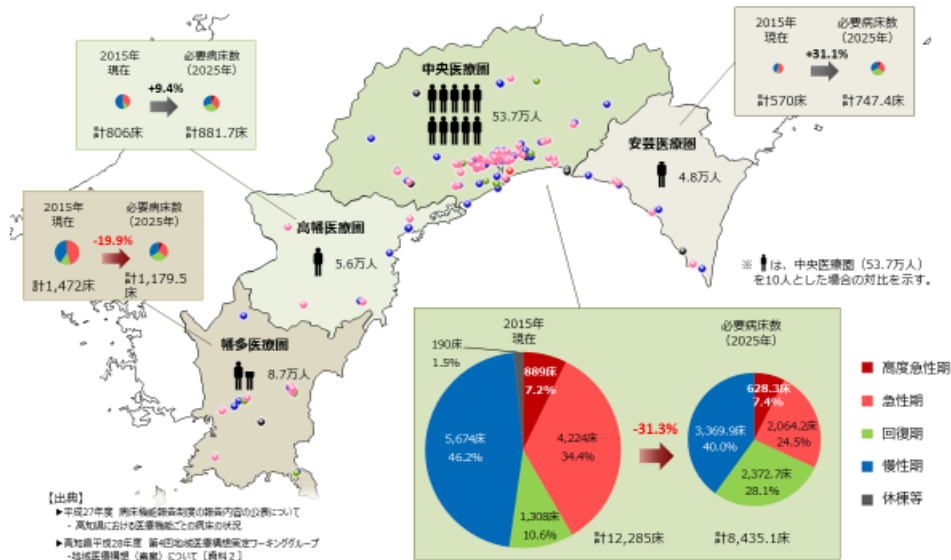 2015年
現在
必要病床数
（2025年）
+9.4%
計806床
計881.7床
2015年
現在
必要病床数
（2025年）
+31.1%
計570床
計747.4床
中央医療圏
53.7万人
安芸医療圏
4.8万人
2015年
現在
必要病床数
（2025年）
-19.9%
計1,472床
計1,179.5
床
高幡医療圏
5.6万人
※ は、中央医療圏（53.7万人）
を10人とした場合の対比を示す。
幡多医療圏
8.7万人
2015年
現在
必要病床数
（2025年）
190床
1.5%
889床
7.2%
4,224床
34.4%
1,308床
10.6%
5,674床
46.2%
計12,285床
-31.3%
628.3床
7.4%
2,064.2床
24.5%
2,372.7床
28.1%
3,369.9床
40.0%
計8,435.1床
高度急性期
急性期
回復期
慢性期
休棟等
【出典】
▶平成27年度 病床機能報告制度の報告内容の公表について
- 高知県における医療機能ごとの病床の状況
▶高知県平成28年度 第4回地域医療構想策定ワーキンググループ
-地域医療構想（素案）について［資料２］